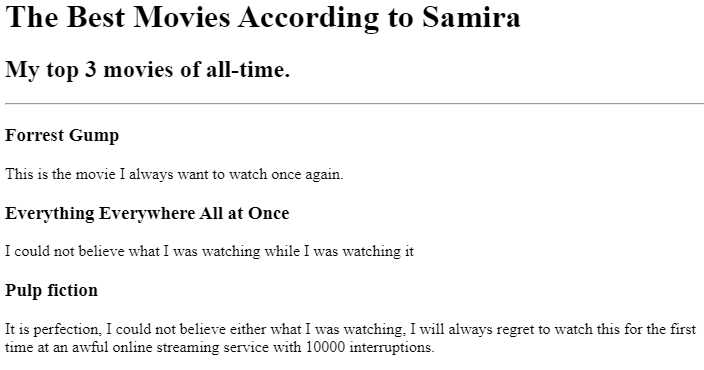 The Best Movies According to Samira
My top 3 movies of all-time.
Forrest Gump
This is the movie I always want to watch once again.
Everything Everywhere All at Once
I could not believe what I was watching while I was watching it
Pulp fiction
It is perfection, I could not believe either what I was watching, I will always regret to watch this for the first
time at an awful online streaming service with 10000 interruptions.